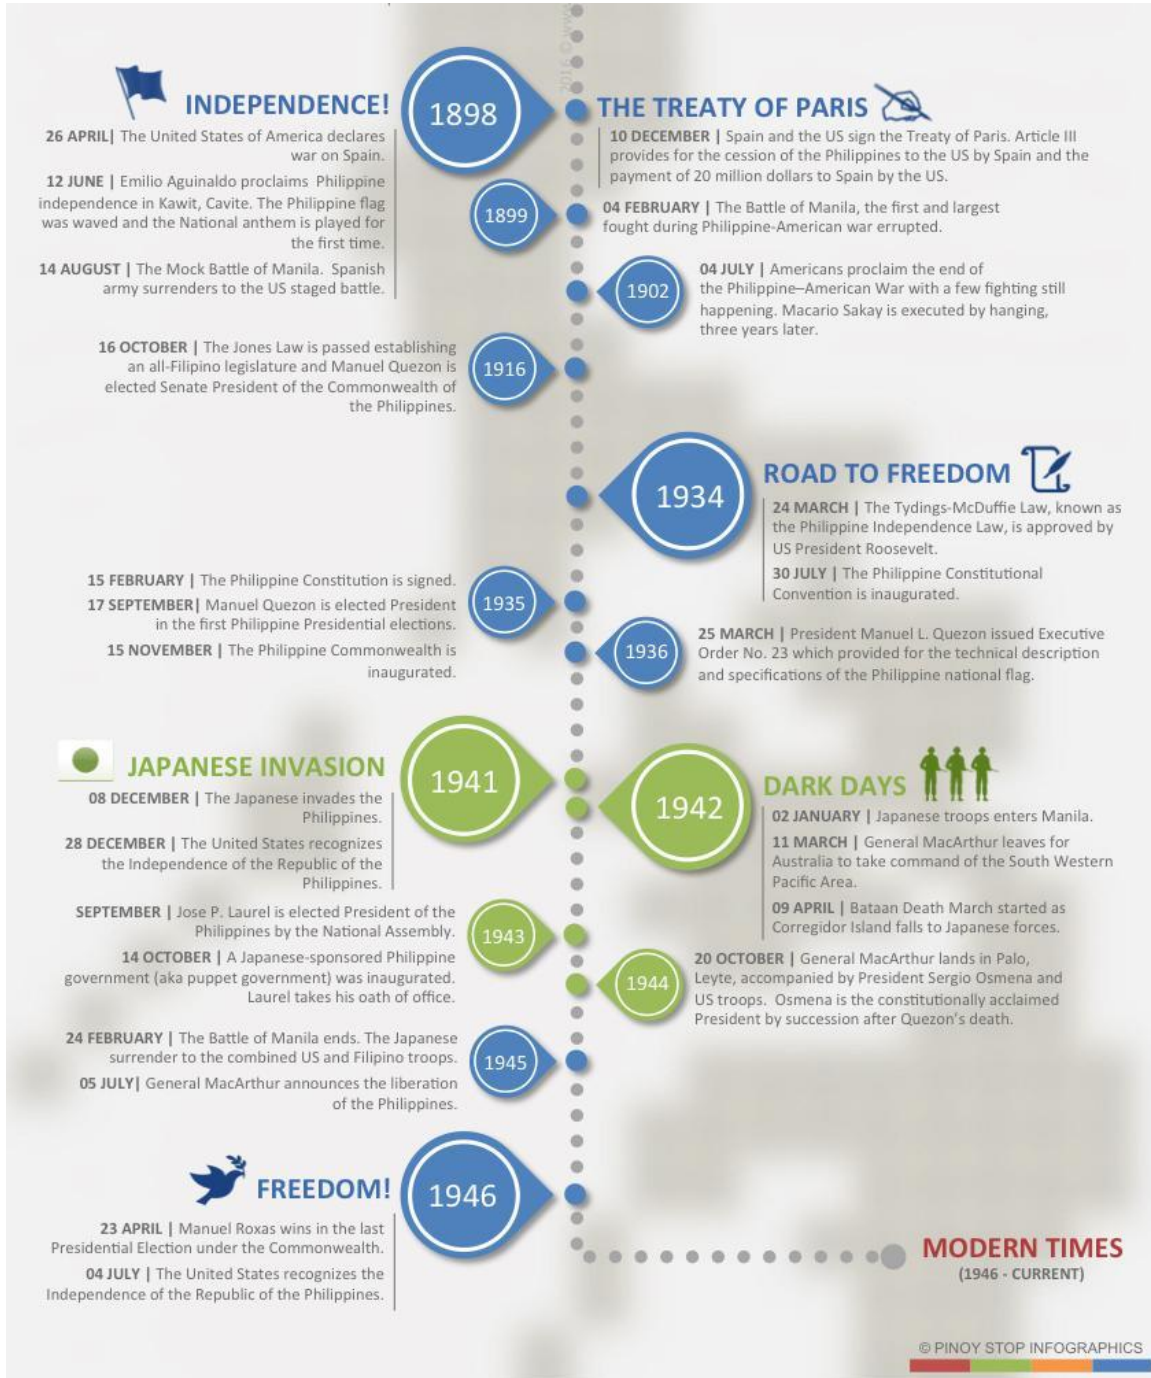 INDEPENDENCE!
26 APRIL| The United States of America declares
war on Spain.
12 JUNE | Emilio Aguinaldo proclaims Philippine
independence in Kawit, Cavite. The Philippine flag
was waved and the National anthem is played for
the first time.
14 AUGUST | The Mock Battle of Manila. Spanish
army surrenders to the US staged battle.
1898
THE TREATY OF PARIS
10 DECEMBER | Spain and the US sign the Treaty of Paris. Article III
provides for the cession of the Philippines to the US by Spain and the
payment of 20 million dollars to Spain by the US.
1899
04 FEBRUARY | The Battle of Manila, the first and largest
fought during Philippine-American war errupted.
1902
04 JULY | Americans proclaim the end of
the Philippine–American War with a few fighting still
happening. Macario Sakay is executed by hanging,
three years later.
16 OCTOBER | The Jones Law is passed establishing
an all-Filipino legislature and Manuel Quezon is
elected Senate President of the Commonwealth of
the Philippines.
1916
1934
ROAD TO FREEDOM
24 MARCH | The Tydings-McDuffie Law, known as
the Philippine Independence Law, is approved by
US President Roosevelt.
30 JULY | The Philippine Constitutional
Convention is inaugurated.
15 FEBRUARY | The Philippine Constitution is signed.
17 SEPTEMBER| Manuel Quezon is elected President
in the first Philippine Presidential elections.
15 NOVEMBER | The Philippine Commonwealth is
inaugurated.
1935
1936
25 MARCH | President Manuel L. Quezon issued Executive
Order No. 23 which provided for the technical description
and specifications of the Philippine national flag.
JAPANESE INVASION
08 DECEMBER | The Japanese invades the
Philippines.
28 DECEMBER | The United States recognizes
the Independence of the Republic of the
Philippines.
1941
1942
DARK DAYS
02 JANUARY | Japanese troops enters Manila.
11 MARCH | General MacArthur leaves for
Australia to take command of the South Western
Pacific Area.
09 APRIL | Bataan Death March started as
Corregidor Island falls to Japanese forces.
SEPTEMBER | Jose P. Laurel is elected President of the
Philippines by the National Assembly.
14 OCTOBER | A Japanese-sponsored Philippine
government (aka puppet government) was inaugurated.
Laurel takes his oath of office.
1943
1944
20 OCTOBER | General MacArthur lands in Palo,
Leyte, accompanied by President Sergio Osmena and
US troops. Osmena is the constitutionally acclaimed
President by succession after Quezon's death.
24 FEBRUARY | The Battle of Manila ends. The Japanese
surrender to the combined US and Filipino troops.
05 JULY| General MacArthur announces the liberation
of the Philippines.
1945
FREEDOM!
23 APRIL | Manuel Roxas wins in the last
Presidential Election under the Commonwealth.
04 JULY | The United States recognizes the
Independence of the Republic of the Philippines.
1946
MODERN TIMES
(1946 - CURRENT)
© PINOY STOP INFOGRAPHICS
2016 ©